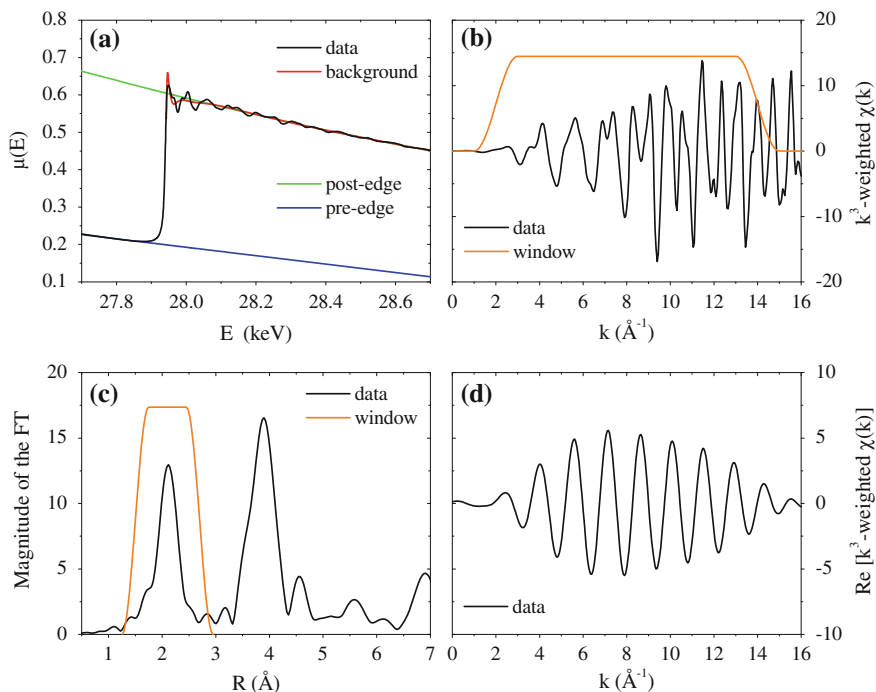 (a)
data
background
post-edge
pre-edge
μ(E)
0.8
0.7
0.6
0.5
0.4
0.3
0.2
0.1
27.8 28.0 28.2 28.4 28.6
E (keV)
(b)
data
window
20
10
0
-10
-20
k³-weighted χ(k)
0 2 4 6 8 10 12 14 16
k (Å⁻¹)
(c)
data
window
Magnitude of the FT
20
15
10
5
0
1 2 3 4 5 6 7
R (Å)
(d)
data
10
5
0
-5
-10
Re [k³-weighted χ(k)]
0 2 4 6 8 10 12 14 16
k (Å⁻¹)